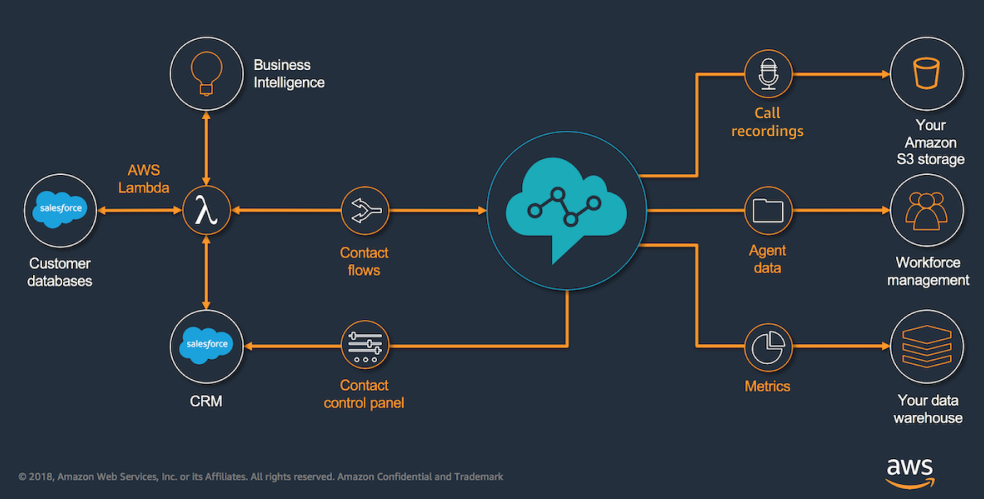 Business
Intelligence
AWS
Lambda
salesforce
Customer
databases
λ
Contact
flows
salesforce
CRM
Contact
control panel
Call
recordings
Your
Amazon
S3 storage
Agent
data
Workforce
management
Metrics
Your data
warehouse
© 2018, Amazon Web Services, Inc. or its Affiliates. All rights reserved. Amazon Confidential and Trademark
aws